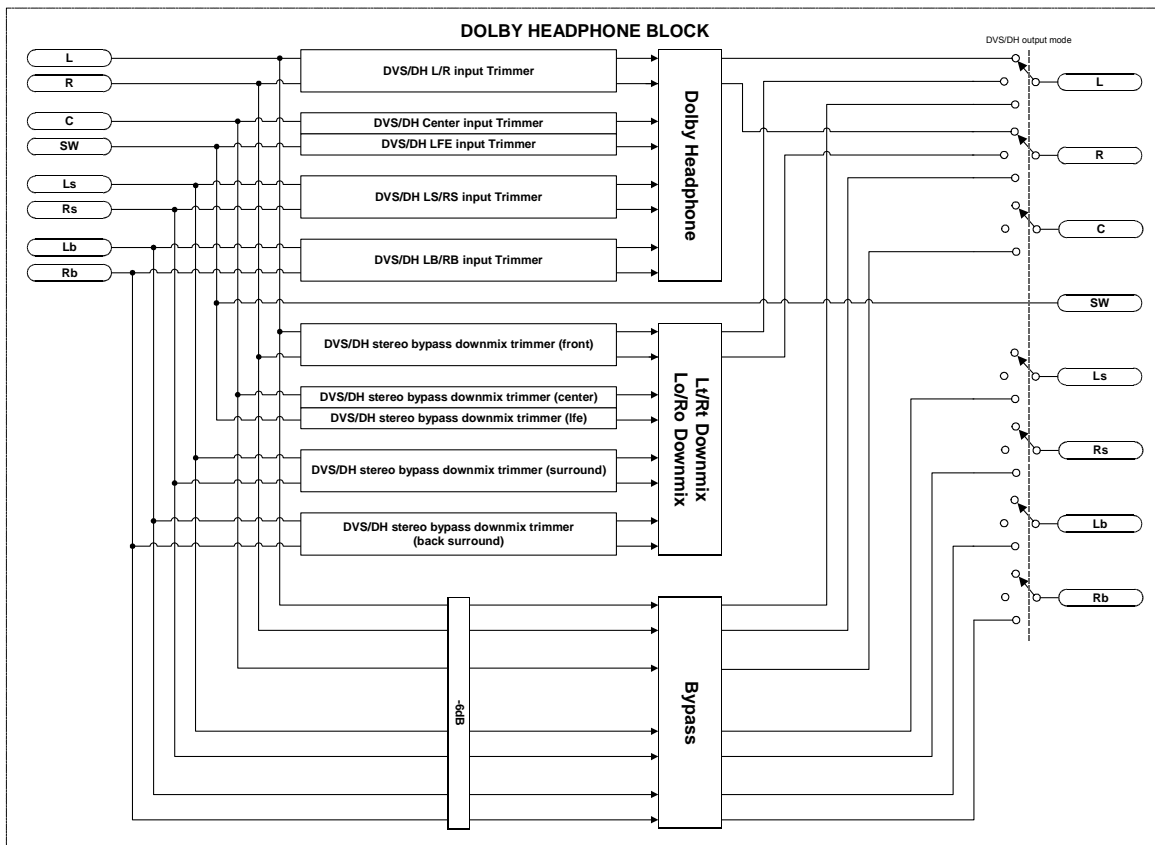 DOLBY HEADPHONE BLOCK
DVS/DH output mode
L
R
C
SW
Ls
Rs
Lb
Rb
DVS/DH L/R input Trimmer
DVS/DH Center input Trimmer
DVS/DH LFE input Trimmer
DVS/DH LS/RS input Trimmer
DVS/DH LB/RB input Trimmer
Dolby Headphone
DVS/DH stereo bypass downmix trimmer (front)
DVS/DH stereo bypass downmix trimmer (center)
DVS/DH stereo bypass downmix trimmer (lfe)
DVS/DH stereo bypass downmix trimmer (surround)
DVS/DH stereo bypass downmix trimmer
(back surround)
Lt/Rt Downmix
Lo/Ro Downmix
-6dB
Bypass
L
R
C
SW
Ls
Rs
Lb
Rb